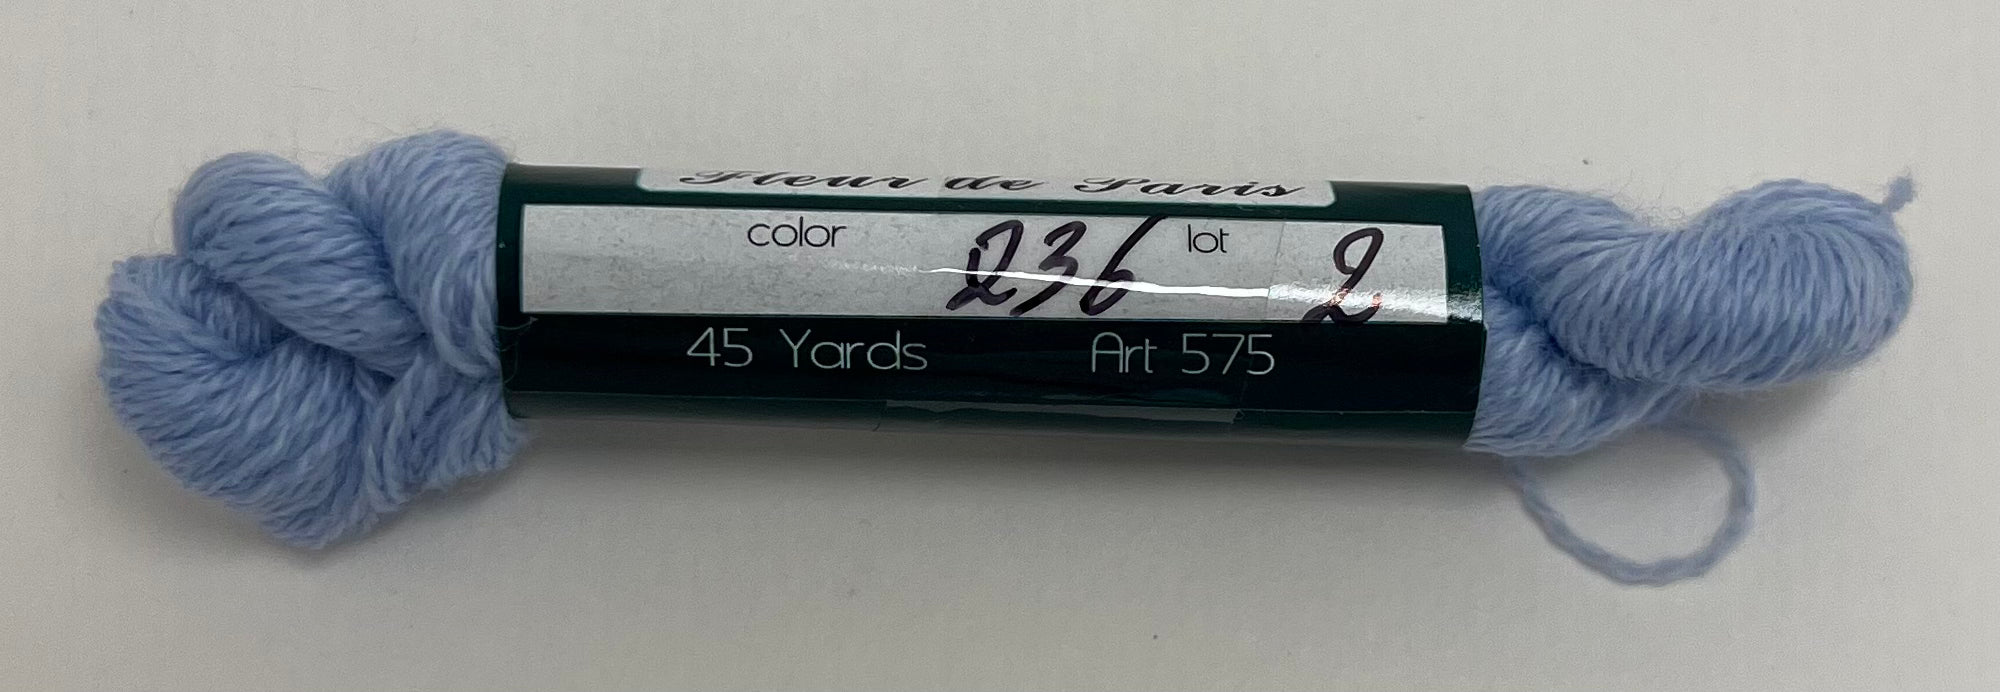 Fleur de Paris
color 236 lot 2
45 Yards Art 575